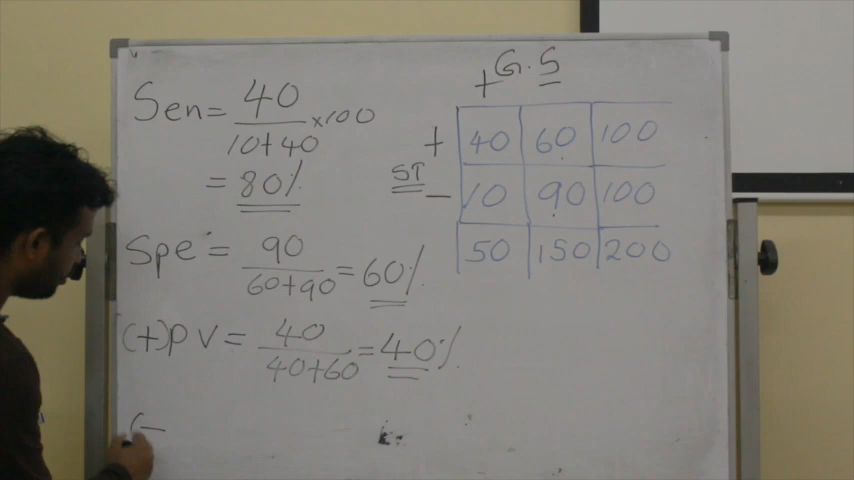 Sen = 40 / 10+40 ×100
= 80%
Spe = 90 / 60+90 = 60%
(+)PV = 40 / 40+60 = 40%
(-
G.S
+
+ 40 60 100
ST
- 10 90 100
50 150 200